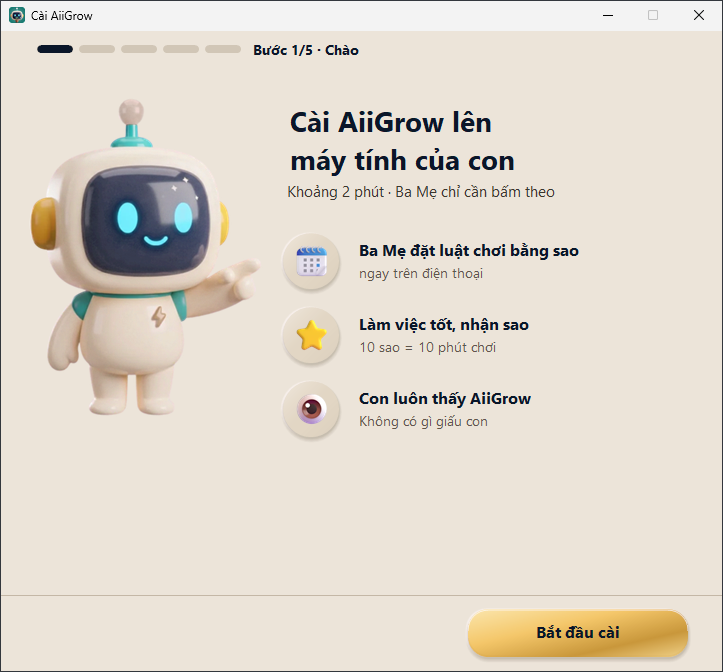 Cài AiiGrow
Bước 1/5 · Chào
Cài AiiGrow lên
máy tính của con
Khoảng 2 phút · Ba Mẹ chỉ cần bấm theo
Ba Mẹ đặt luật chơi bằng sao
ngay trên điện thoại
Làm việc tốt, nhận sao
10 sao = 10 phút chơi
Con luôn thấy AiiGrow
Không có gì giấu con
Bắt đầu cài